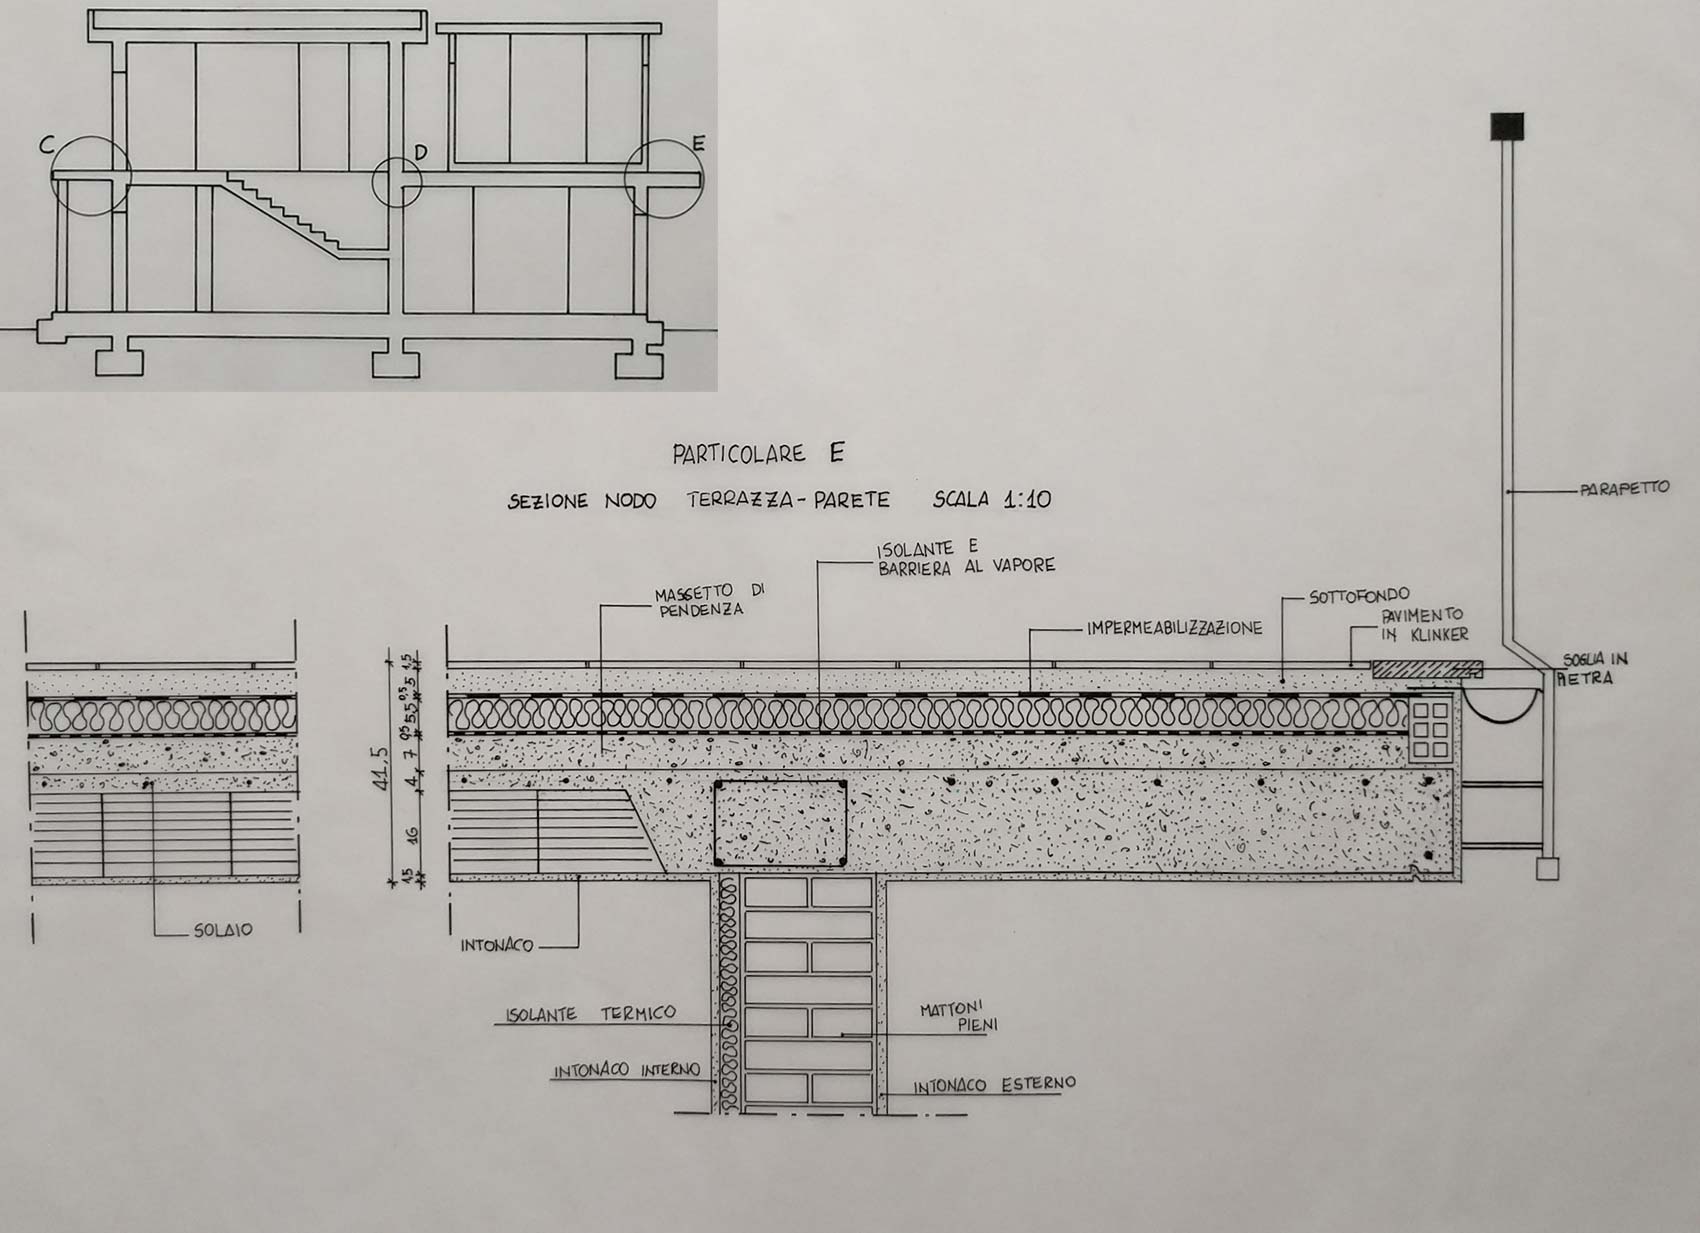 C
D
E
PARTICOLARE E
SEZIONE NODO TERRAZZA-PARETE SCALA 1:10
PARAPETTO
ISOLANTE E
BARRIERA AL VAPORE
MASSETTO DI
PENDENZA
IMPERMEABILIZZAZIONE
SOTTOFONDO
PAVIMENTO
IN KLINKER
SOGLIA IN
PIETRA
41,5
1,5
5
0,5
5,5
0,5
7
4
16
1,5
SOLAIO
INTONACO
ISOLANTE TERMICO
INTONACO INTERNO
MATTONI
PIENI
INTONACO ESTERNO